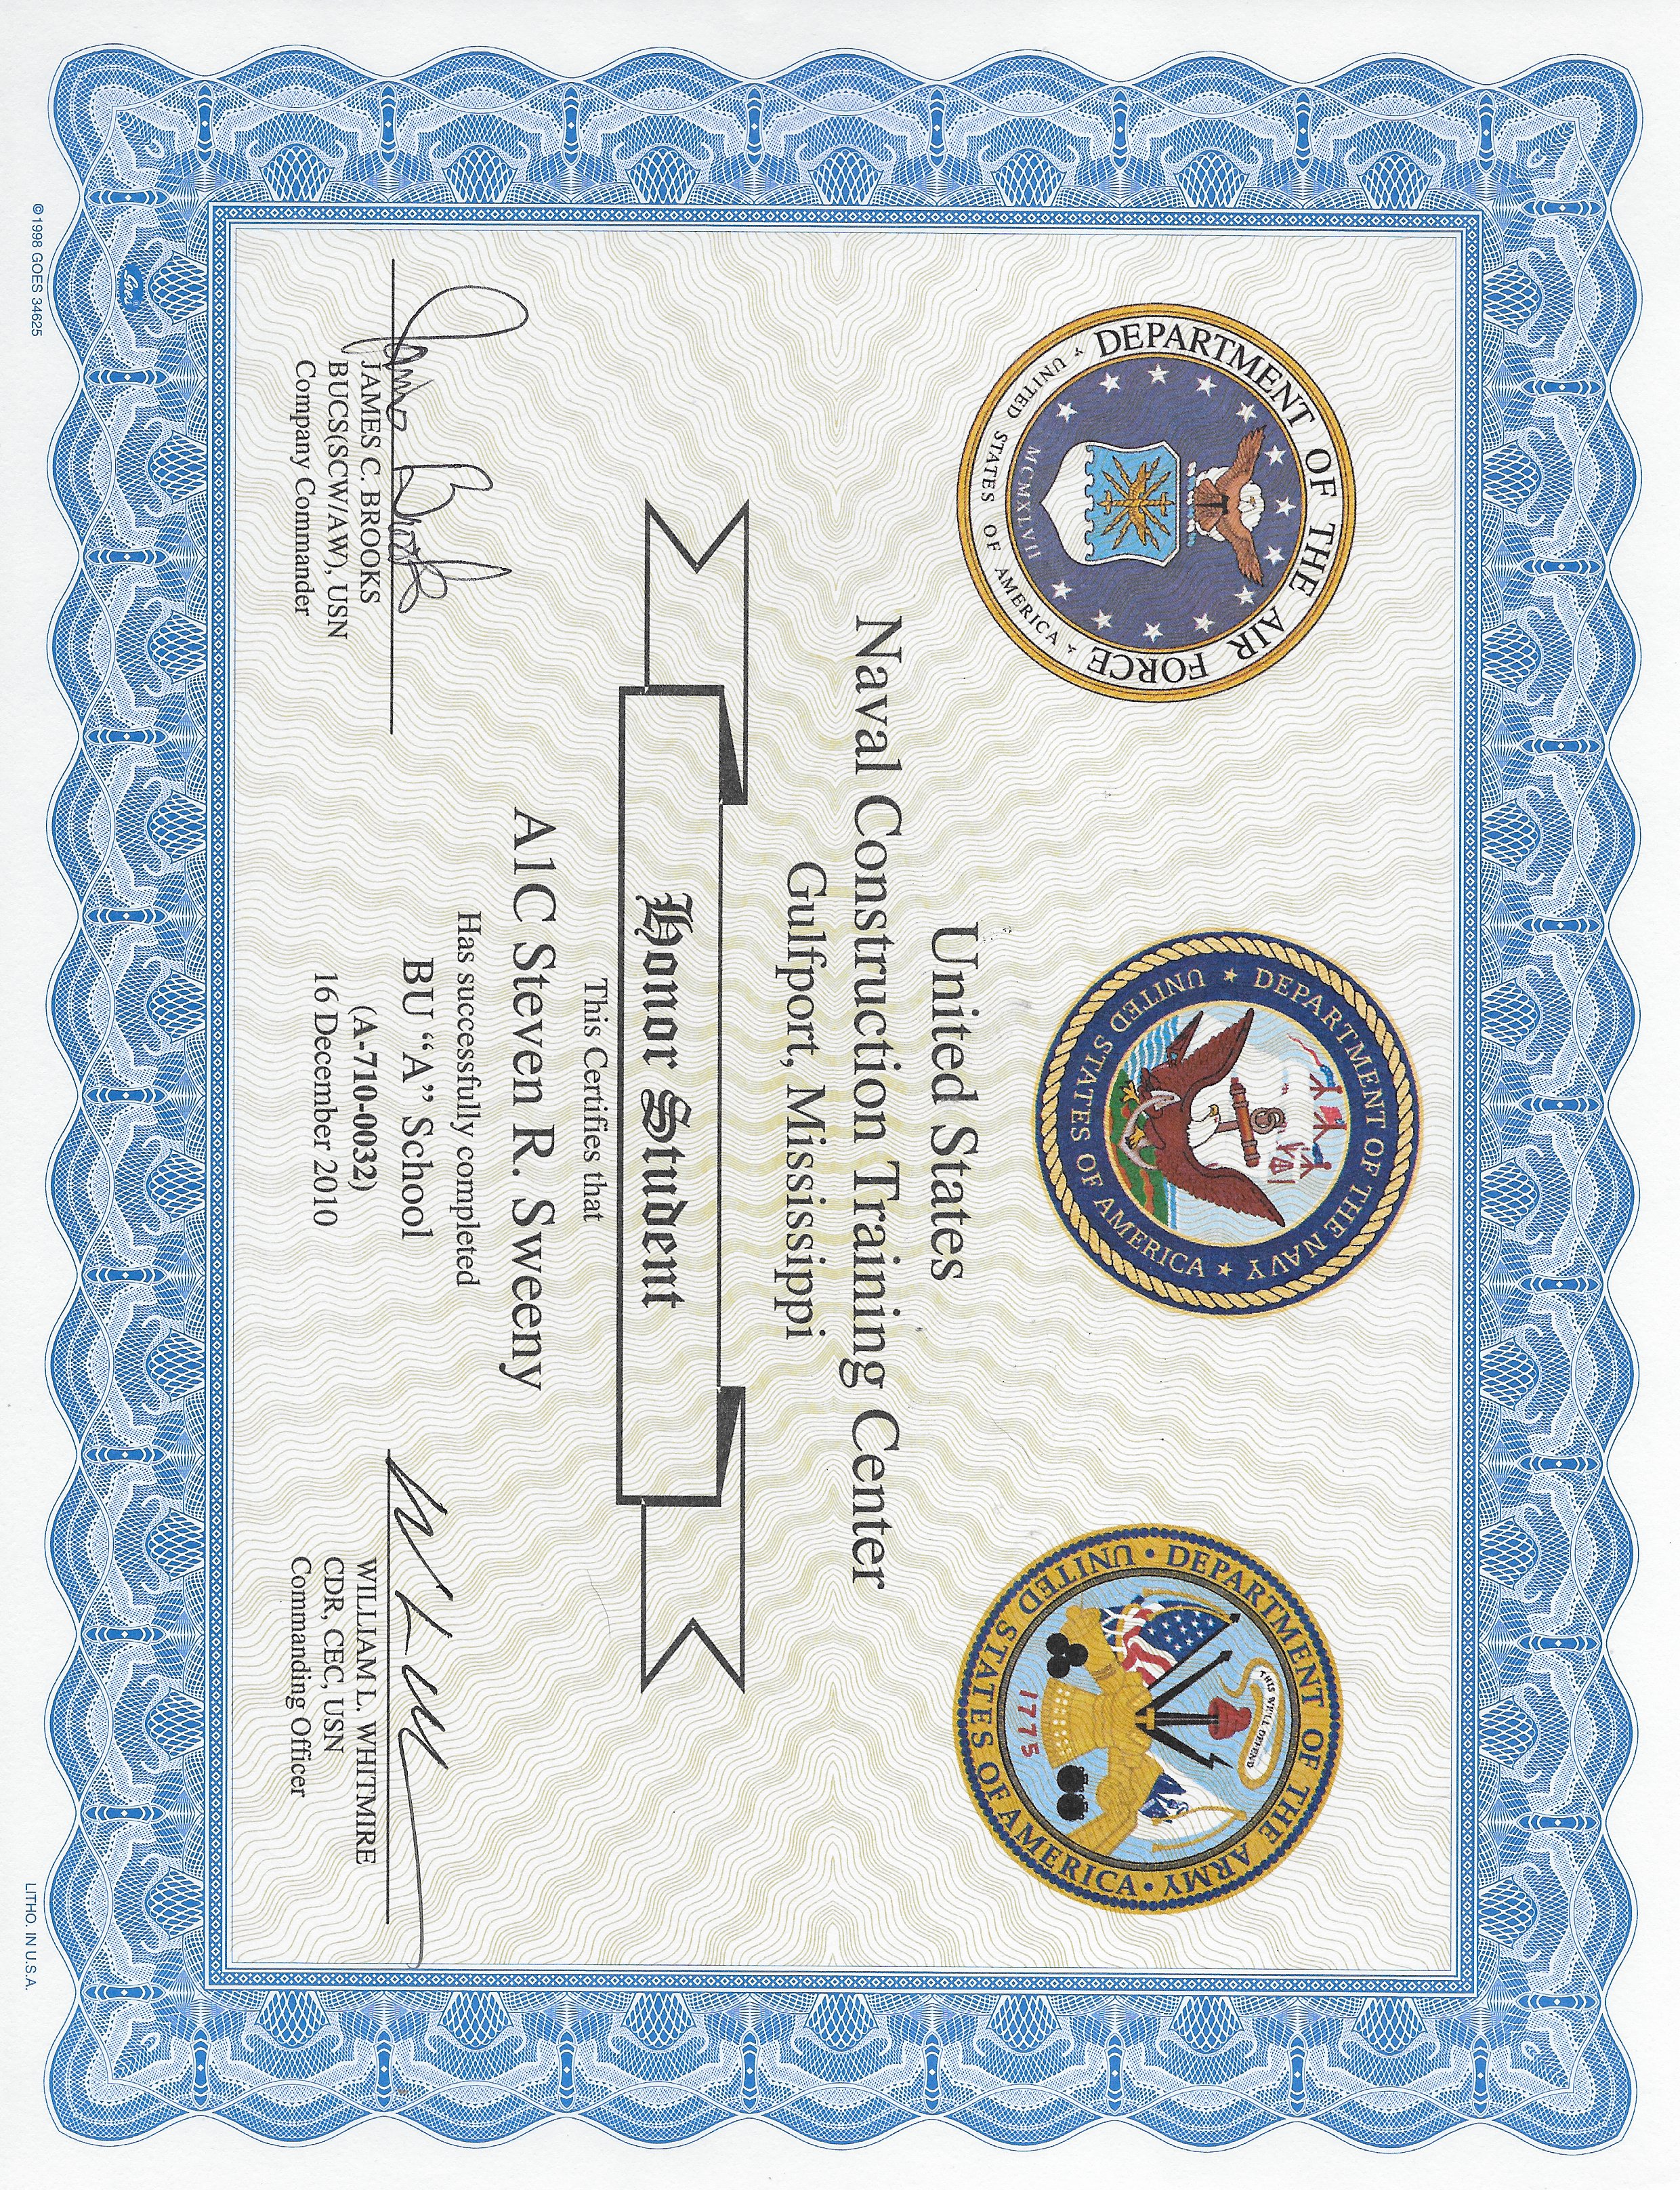 DEPARTMENT OF THE AIR FORCE
UNITED STATES OF AMERICA
MCMXLVII
DEPARTMENT OF THE NAVY
UNITED STATES OF AMERICA
DEPARTMENT OF THE ARMY
UNITED STATES OF AMERICA
THIS WE'LL DEFEND
1775
United States
Naval Construction Training Center
Gulfport, Mississippi
Honor Student
This Certifies that
A1C Steven R. Sweeny
Has successfully completed
BU “A” School
(A-710-0032)
16 December 2010
James Brooks
JAMES C. BROOKS
BUCS(SCW/AW), USN
Company Commander
WILLIAM L. WHITMIRE
CDR, CEC, USN
Commanding Officer
Goes
©1998 GOES 34625
LITHO. IN U.S.A.